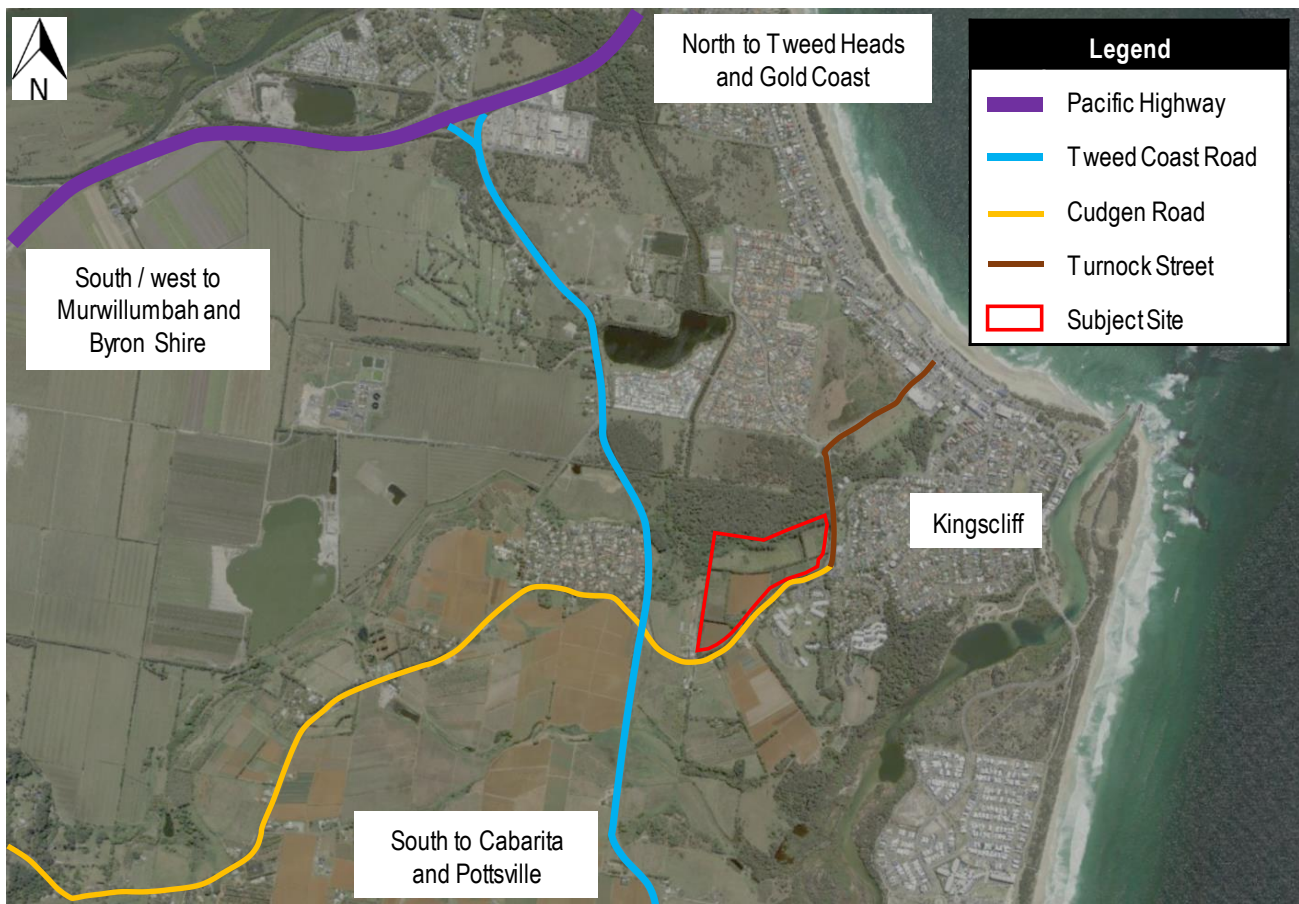 N
North to Tweed Heads
and Gold Coast
Legend
Pacific Highway
Tweed Coast Road
Cudgen Road
Turnock Street
Subject Site
South / west to
Murwillumbah and
Byron Shire
Kingscliff
South to Cabarita
and Pottsville